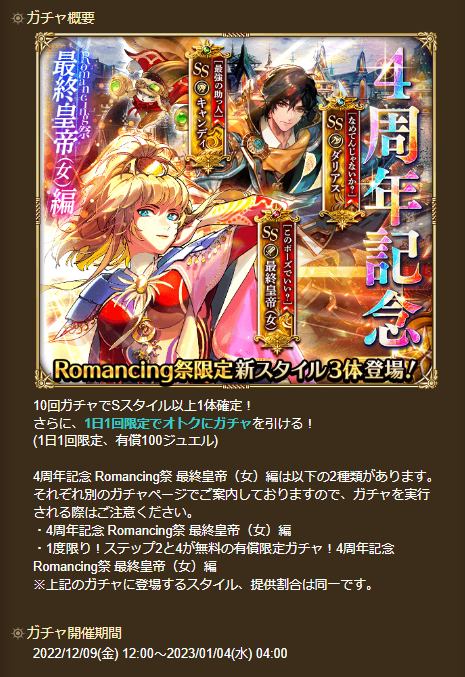 ガチャ概要
4周年記念
Romancing祭
最終皇帝(女)編
SS
[最強の助っ人]
キャンディ
SS
[なめてんじゃないか?]
ダリアス
SS
[このポーズでいい?]
最終皇帝(女)
Romancing祭限定新スタイル3体登場!
10回ガチャでSスタイル以上1体確定！
さらに、1日1回限定でオトクにガチャを引ける！
(1日1回限定、有償100ジュエル)
4周年記念 Romancing祭 最終皇帝（女）編は以下の2種類があります。
それぞれ別のガチャページでご案内しておりますので、ガチャを実行
される際はご注意ください。
・4周年記念 Romancing祭 最終皇帝（女）編
・1度限り！ステップ2と4が無料の有償限定ガチャ！4周年記念
Romancing祭 最終皇帝（女）編
※上記のガチャに登場するスタイル、提供割合は同一です。
ガチャ開催期間
2022/12/09(金) 12:00～2023/01/04(水) 04:00